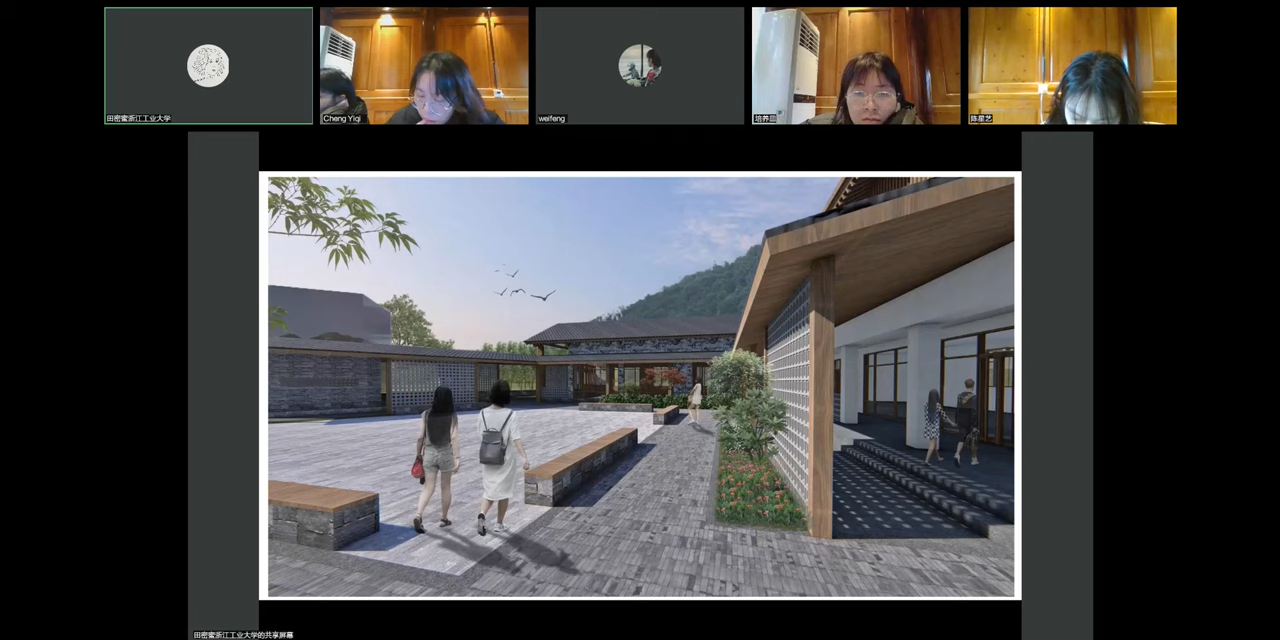 田密蜜浙江工业大学
Cheng Yiqi
weifeng
培养皿
陈星艺
田密蜜浙江工业大学的共享屏幕